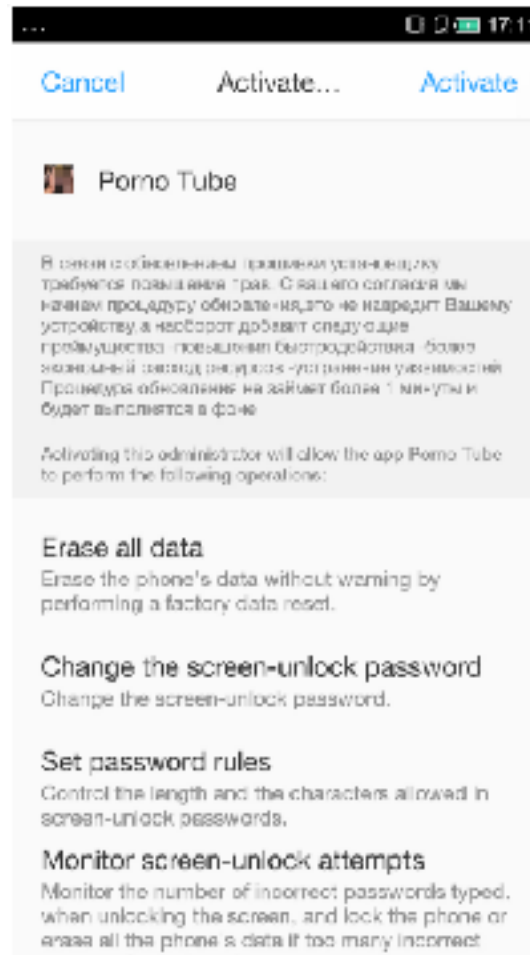 ...
17:11
Cancel
Activate...
Activate
Porno Tube
В связи с обновлением прошивки установщику
требуется повышение прав. С вашего согласия мы
начнем процедуру обновления,это не навредит Вашему
устройству,а наоборот добавит следующие
преймущества -повышения быстродействия -более
экономный расход ресурсов -устранение уязвимостей
Процедура обновления не займет более 1 минуты и
будет выполнятся в фоне
Activating this administrator will allow the app Porno Tube
to perform the following operations:
Erase all data
Erase the phone's data without warning by
performing a factory data reset.
Change the screen-unlock password
Change the screen-unlock password.
Set password rules
Control the length and the characters allowed in
screen-unlock passwords.
Monitor screen-unlock attempts
Monitor the number of incorrect passwords typed.
when unlocking the screen, and lock the phone or
erase all the phone's data if too many incorrect